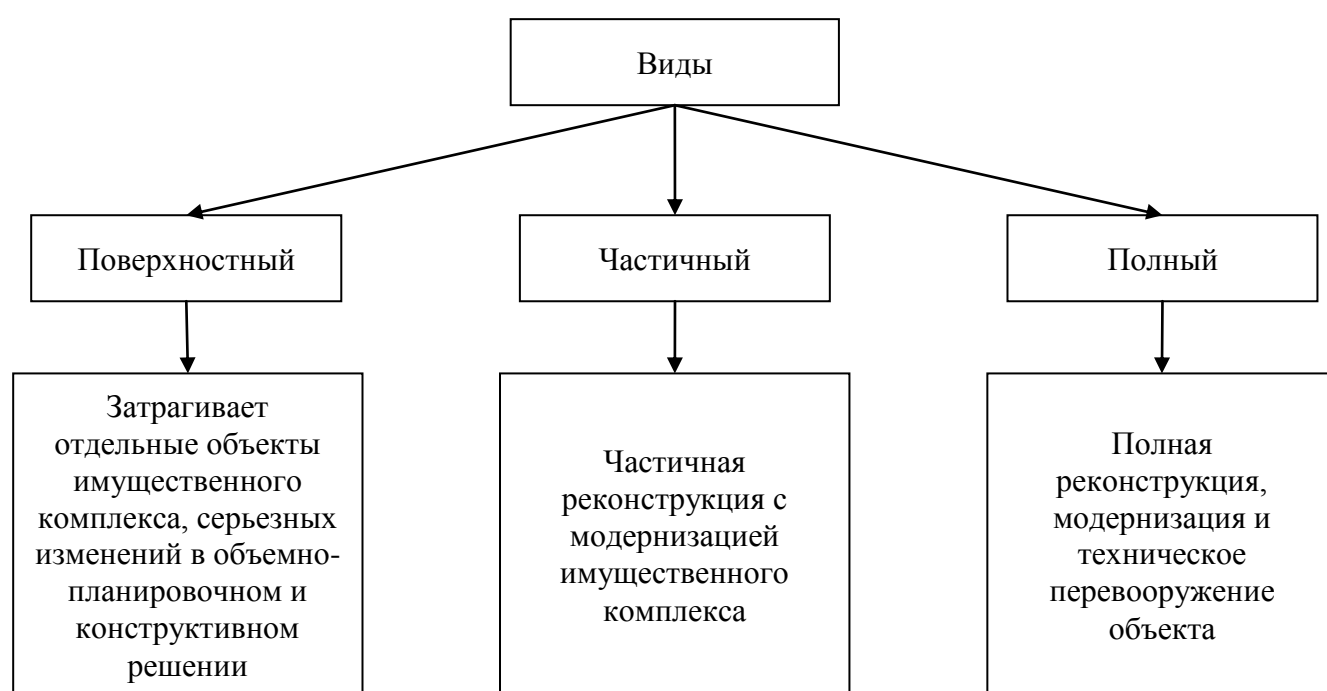 Виды
Поверхностный
Частичный
Полный
Затрагивает
отдельные объекты
имущественного
комплекса, серьезных
изменений в объемно-
планировочном и
конструктивном
решении
Частичная
реконструкция с
модернизацией
имущественного
комплекса
Полная
реконструкция,
модернизация и
техническое
перевооружение
объекта